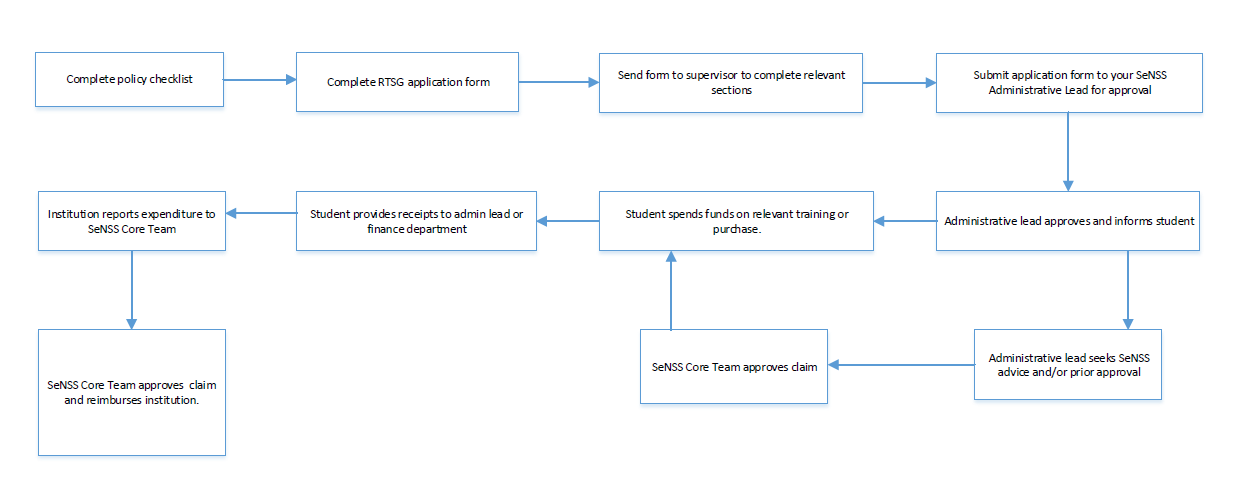 Complete policy checklist
Complete RTSG application form
Send form to supervisor to complete relevant
sections
Submit application form to your SeNSS
Administrative Lead for approval
Administrative lead approves and informs student
Student spends funds on relevant training or
purchase.
Student provides receipts to admin lead or
finance department
Institution reports expenditure to
SeNSS Core Team
SeNSS Core Team approves  claim
and reimburses institution.
SeNSS Core Team approves claim
Administrative lead seeks SeNSS
advice and/or prior approval